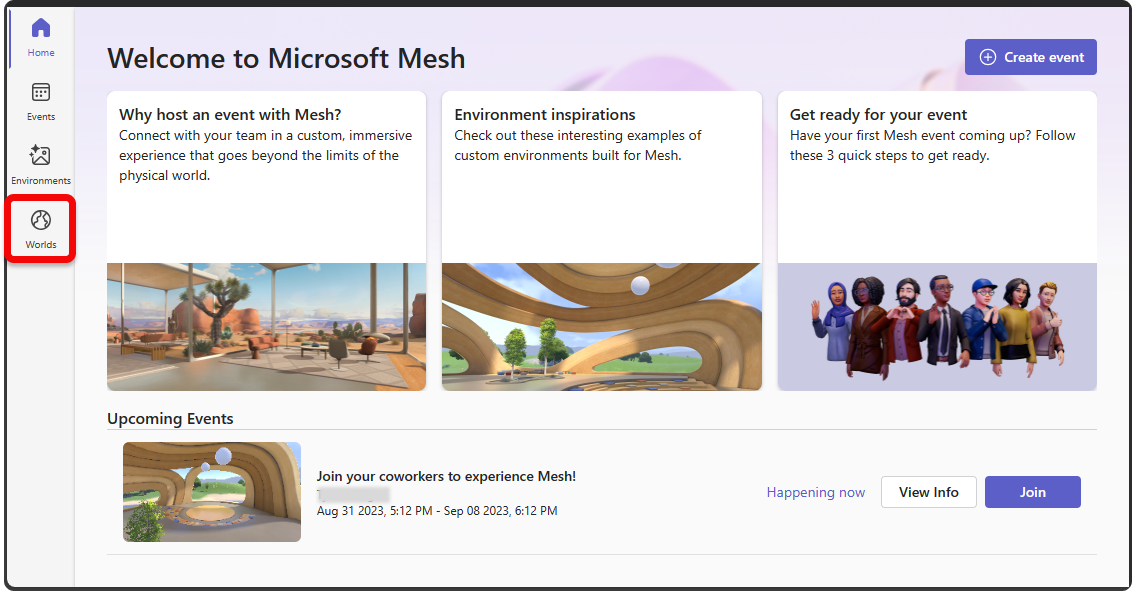 Home
Events
Environments
Worlds
Welcome to Microsoft Mesh
Create event
Why host an event with Mesh?
Connect with your team in a custom, immersive
experience that goes beyond the limits of the
physical world.
Environment inspirations
Check out these interesting examples of
custom environments built for Mesh.
Get ready for your event
Have your first Mesh event coming up? Follow
these 3 quick steps to get ready.
Upcoming Events
Join your coworkers to experience Mesh!
Aug 31 2023, 5:12 PM - Sep 08 2023, 6:12 PM
Happening now
View Info
Join